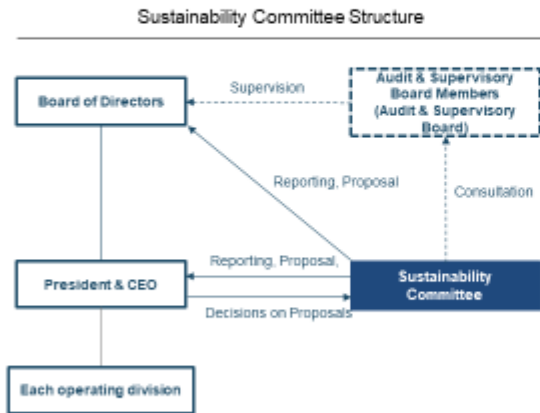 Sustainability Committee Structure
Board of Directors
Supervision
Audit & Supervisory
Board Members
(Audit & Supervisory
Board)
Reporting, Proposal
Consultation
President & CEO
Reporting, Proposal,
Decisions on Proposals
Sustainability
Committee
Each operating division